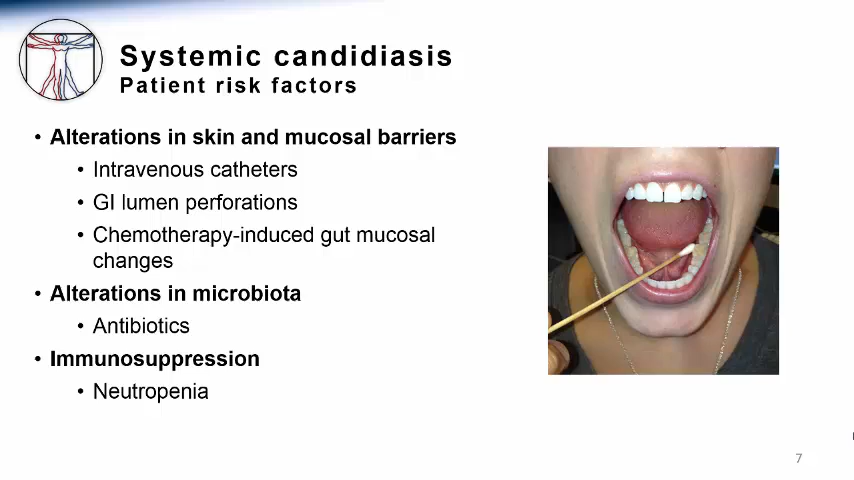 Systemic candidiasis
Patient risk factors
• Alterations in skin and mucosal barriers
• Intravenous catheters
• GI lumen perforations
• Chemotherapy-induced gut mucosal
changes
• Alterations in microbiota
• Antibiotics
• Immunosuppression
• Neutropenia
7